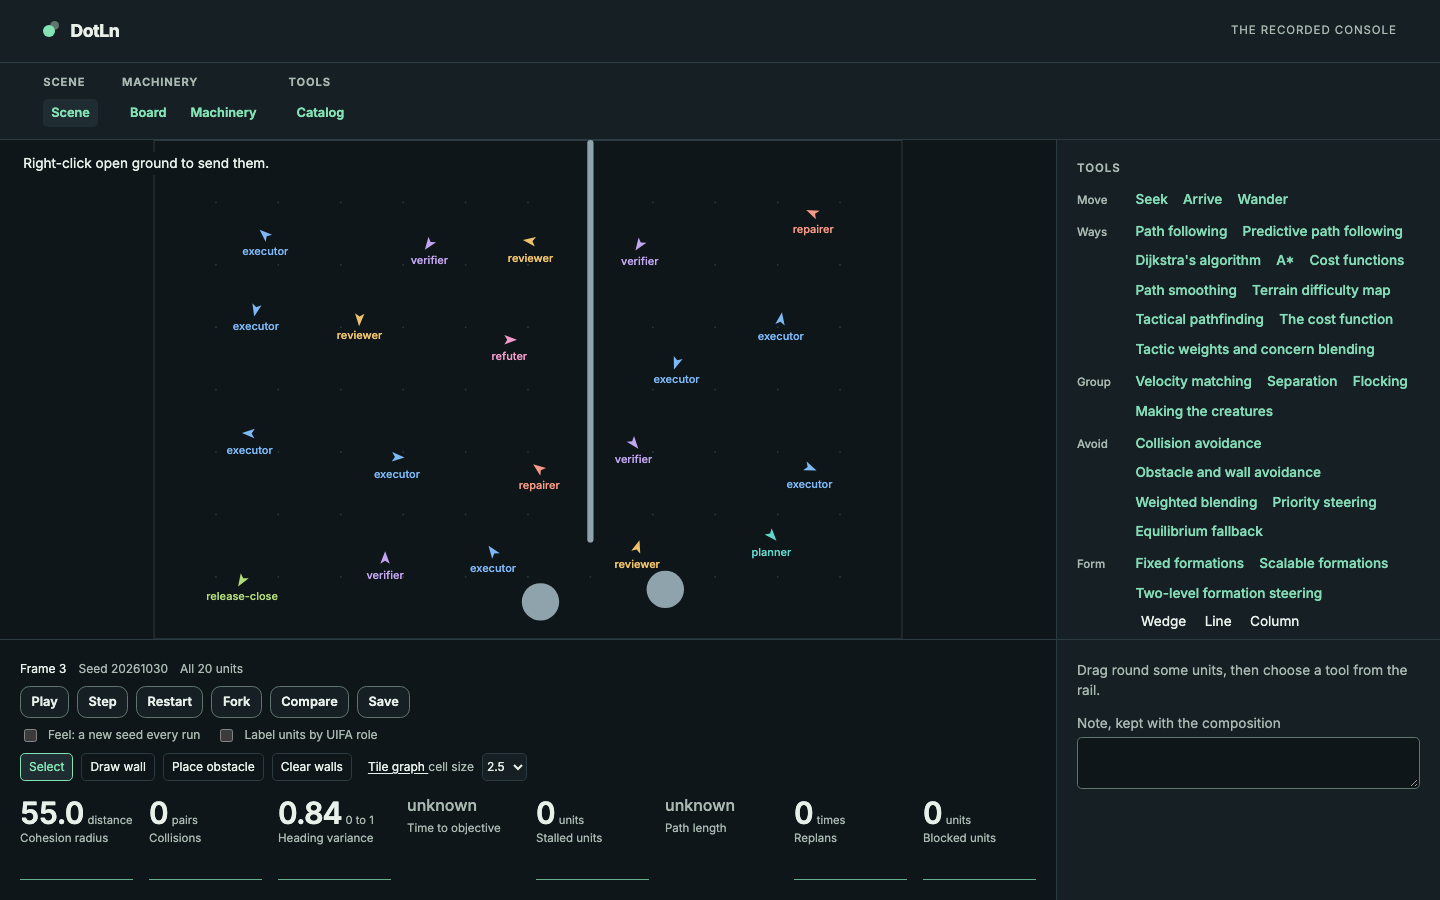 DotLn
THE RECORDED CONSOLE
SCENE MACHINERY TOOLS
Scene Board Machinery Catalog
Right-click open ground to send them.
repairer
executor
verifier
reviewer
verifier
executor
reviewer
executor
refuter
executor
executor
verifier
executor
executor
repairer
executor
planner
reviewer
executor
verifier
release-close
TOOLS
Move Seek Arrive Wander
Ways Path following Predictive path following
Dijkstra's algorithm A* Cost functions
Path smoothing Terrain difficulty map
Tactical pathfinding The cost function
Tactic weights and concern blending
Group Velocity matching Separation Flocking
Making the creatures
Avoid Collision avoidance
Obstacle and wall avoidance
Weighted blending Priority steering
Equilibrium fallback
Form Fixed formations Scalable formations
Two-level formation steering
Wedge Line Column
Frame 3 Seed 20261030 All 20 units
Play Step Restart Fork Compare Save
Feel: a new seed every run Label units by UIFA role
Select Draw wall Place obstacle Clear walls Tile graph cell size 2.5
55.0 distance 0 pairs 0.84 0 to 1 unknown 0 units unknown 0 times 0 units
Cohesion radius Collisions Heading variance Time to objective Stalled units Path length Replans Blocked units
Drag round some units, then choose a tool from the
rail.
Note, kept with the composition